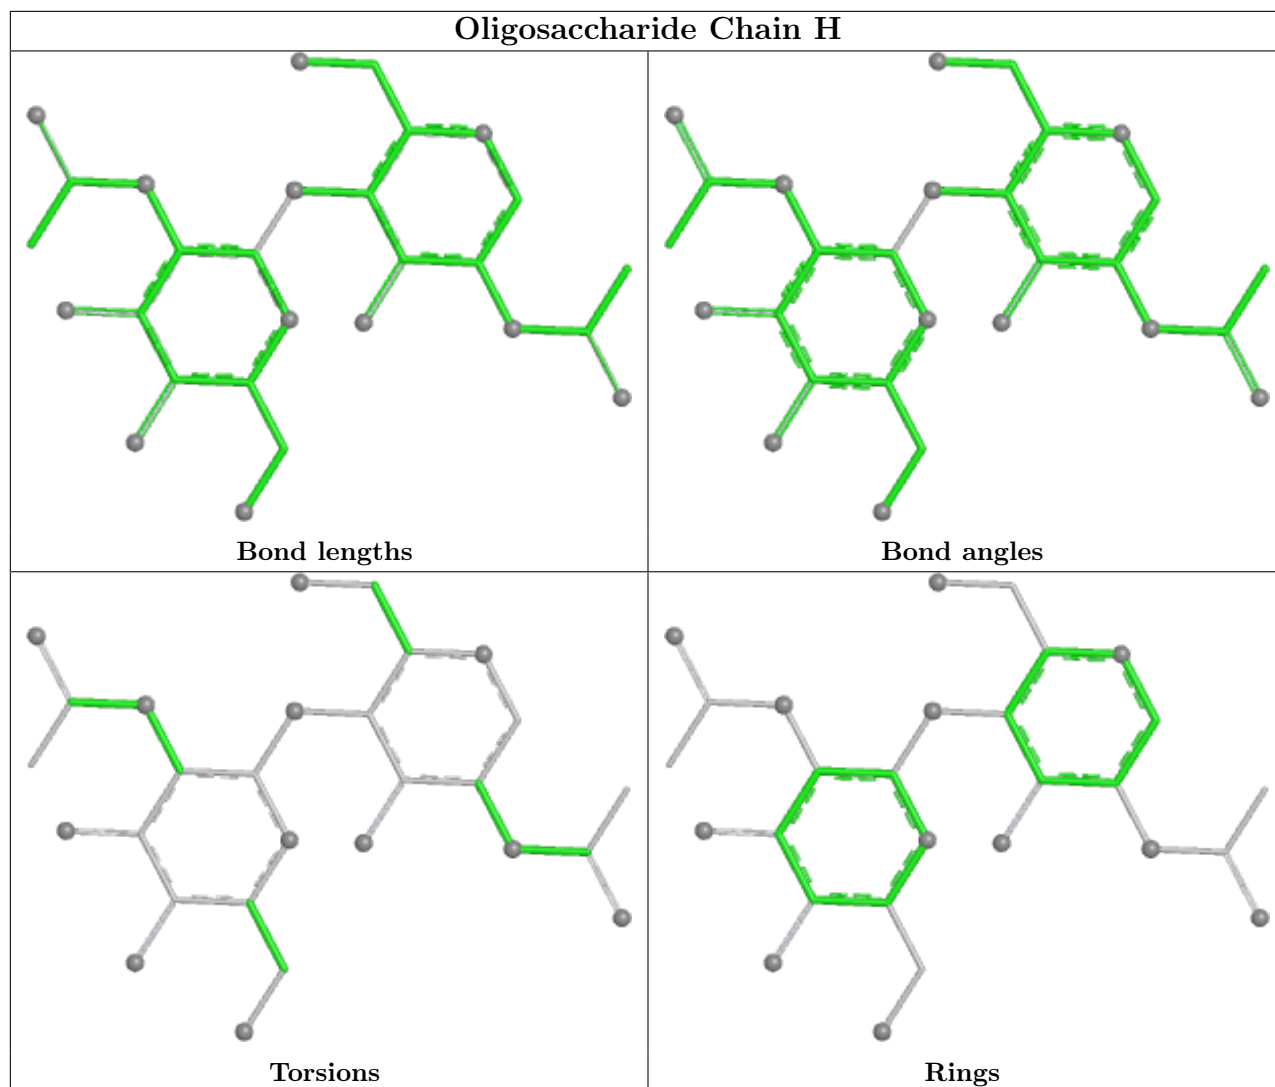 Oligosaccharide Chain H
Bond lengths
Bond angles
Torsions
Rings